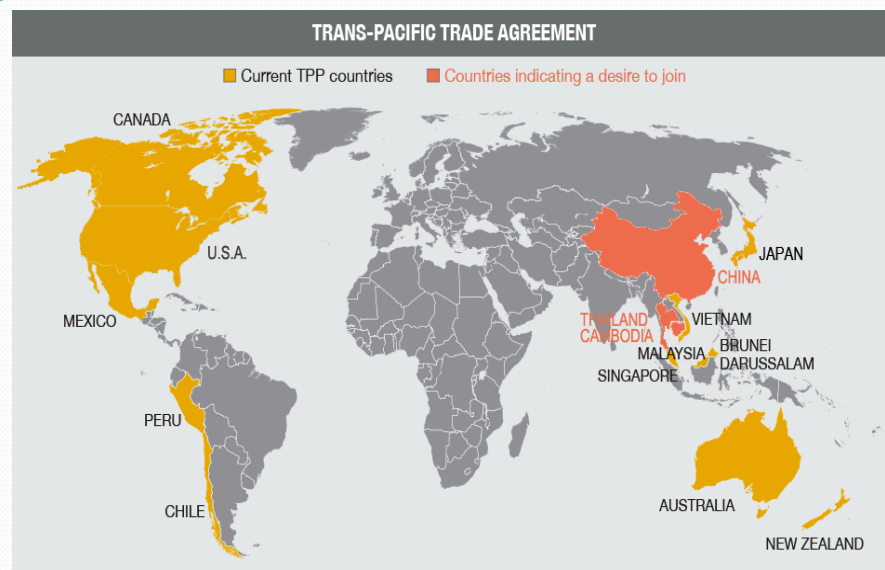 TRANS-PACIFIC TRADE AGREEMENT
Current TPP countries
Countries indicating a desire to join
CANADA
U.S.A.
JAPAN
CHINA
MEXICO
THAILAND
CAMBODIA
VIETNAM
MALAYSIA
BRUNEI
DARUSSALAM
SINGAPORE
PERU
CHILE
AUSTRALIA
NEW ZEALAND